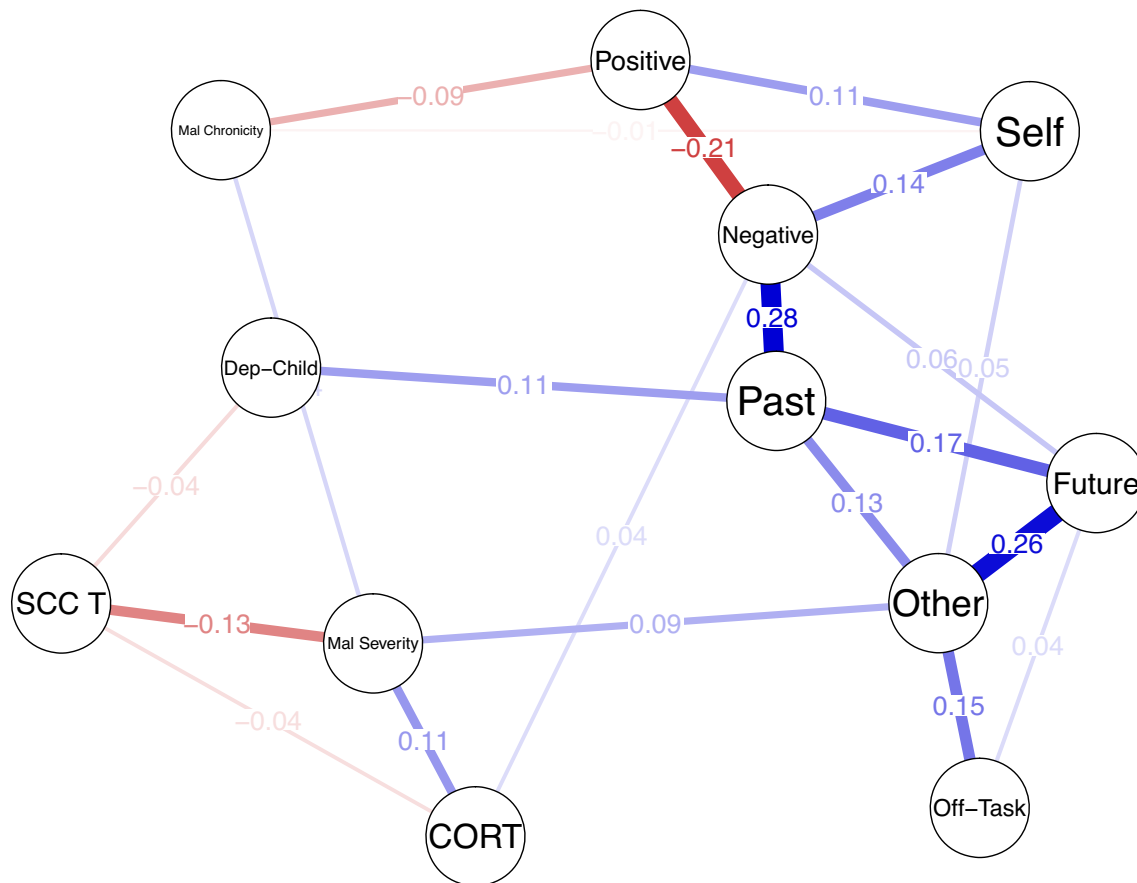 Positive
−0.09
0.11
Mal Chronicity
−0.01
Self
−0.21
0.14
Negative
0.28
0.06
0.05
Dep−Child
0.11
Past
0.17
Future
−0.04
0.13
0.04
0.26
SCC T
−0.13
Mal Severity
0.09
Other
0.04
−0.04
0.11
0.15
CORT
Off−Task